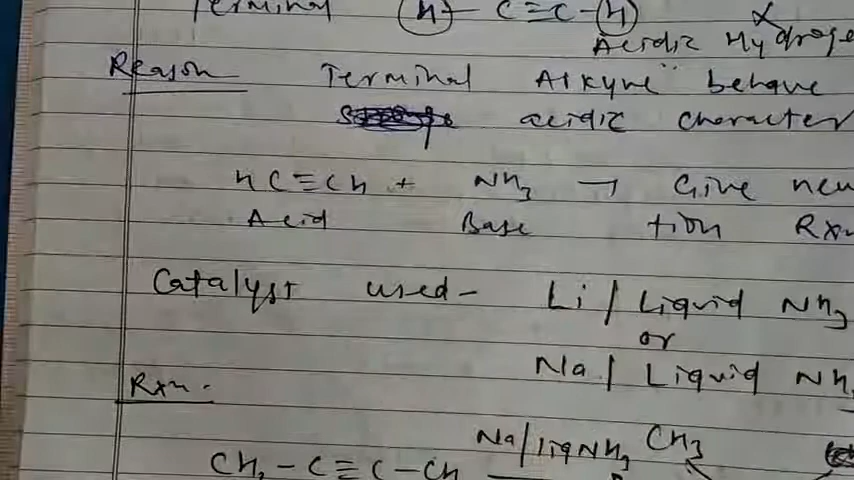 Terminal (H)-C≡C-(H) X
Acidic Hydroge
Reason Terminal Alkyne behave
acidic character
HC≡CH + NH3 → Give neu
Acid Base tion Rxn
Catalyst used- Li / Liquid NH3
or
Na / Liquid NH
Rxn.
Na/liqNH3 CH3
CH3-C≡C-CH